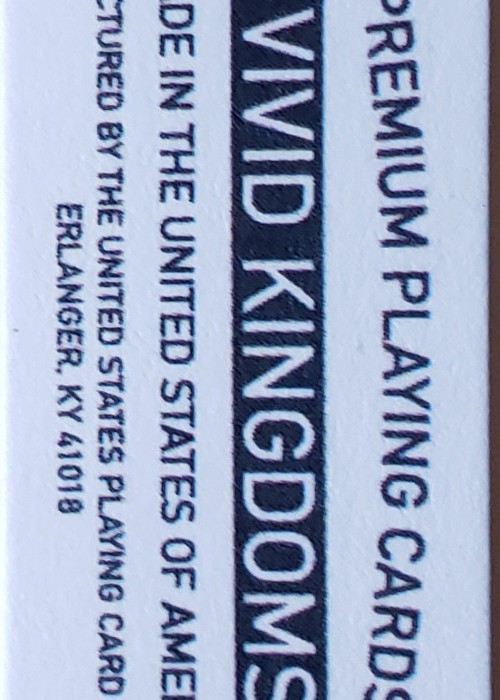 PREMIUM PLAYING CARDS
VIVID KINGDOMS
DE IN THE UNITED STATES OF AMER
CTURED BY THE UNITED STATES PLAYING CARD
ERLANGER, KY 41018